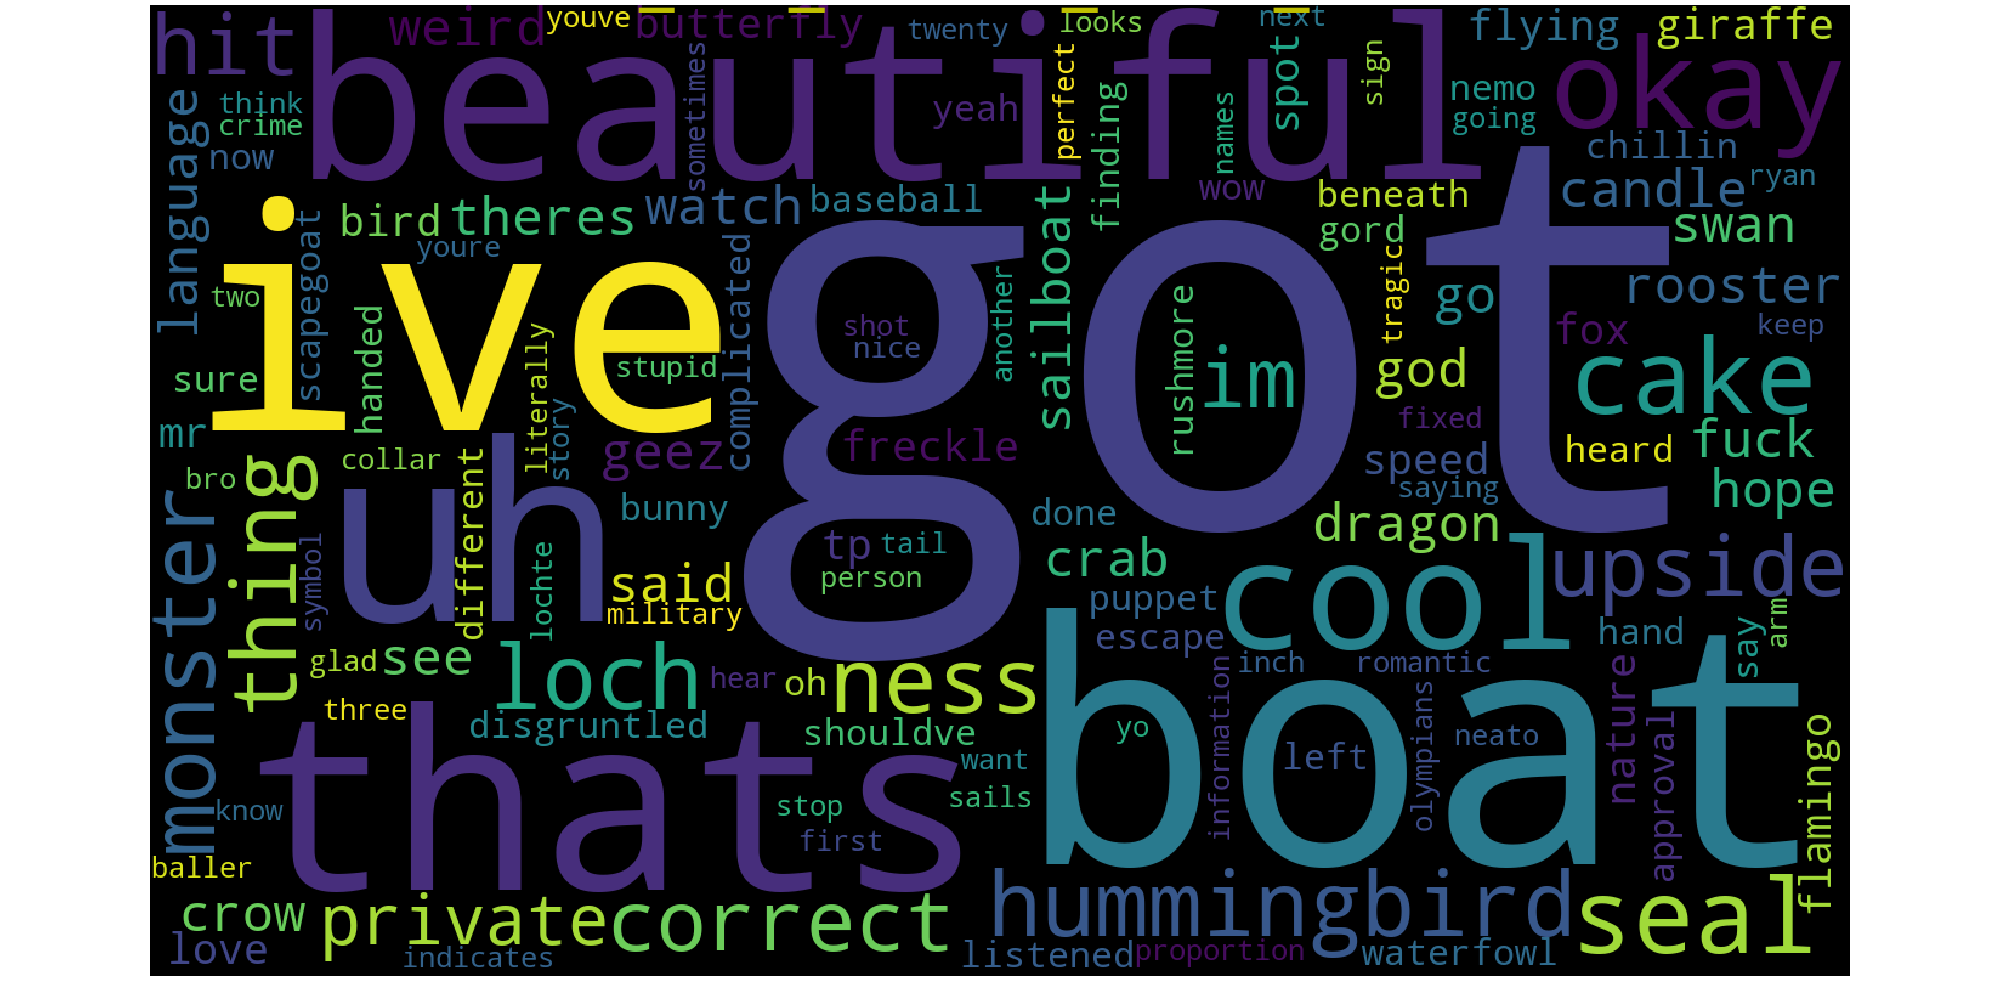 hit
weird
youve
butterfly
twenty
looks
next
flying
giraffe
beautiful
okay
language
think
crime
now
sometimes
yeah
perfect
finding
names
spot
sign
nemo
going
chillin
candle
ryan
ive
bird
theres
watch
baseball
wow
beneath
gord
swan
youre
scapegoat
two
complicated
got
sailboat
another
rushmore
im
tragic
go
rooster
keep
fox
god
cake
sure
handed
literally
stupid
shot
nice
mr
story
geez
freckle
fixed
heard
fuck
hope
speed
saying
bro
collar
thing
uh
different
bunny
done
dragon
monster
symbol
lochte
said
military
tp
tail
person
crab
cool
upside
puppet
escape
hand
say
arm
glad
see
loch
hear
oh
ness
inch
romantic
three
disgruntled
shouldve
yo
boat
information
left
olympians
neato
nature
approval
flamingo
thats
want
sails
stop
first
know
baller
crow
private
correct
hummingbird
seal
love
indicates
listened
proportion
waterfowl